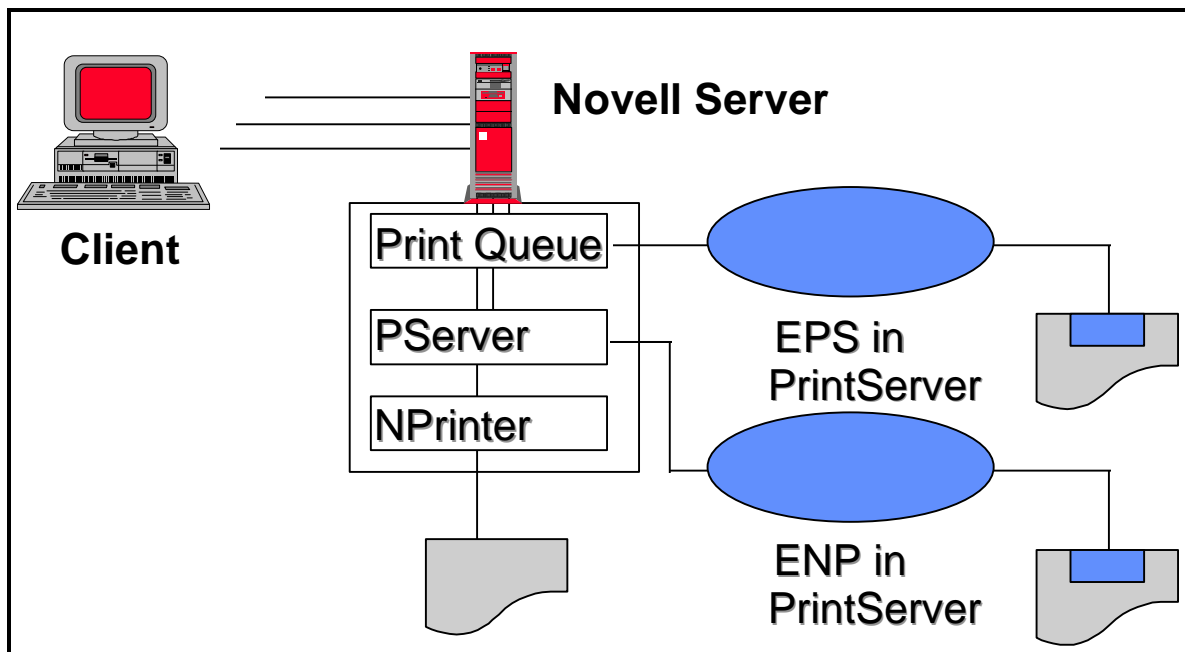 Novell Server
Client
Print Queue
PServer
NPrinter
EPS in
PrintServer
ENP in
PrintServer